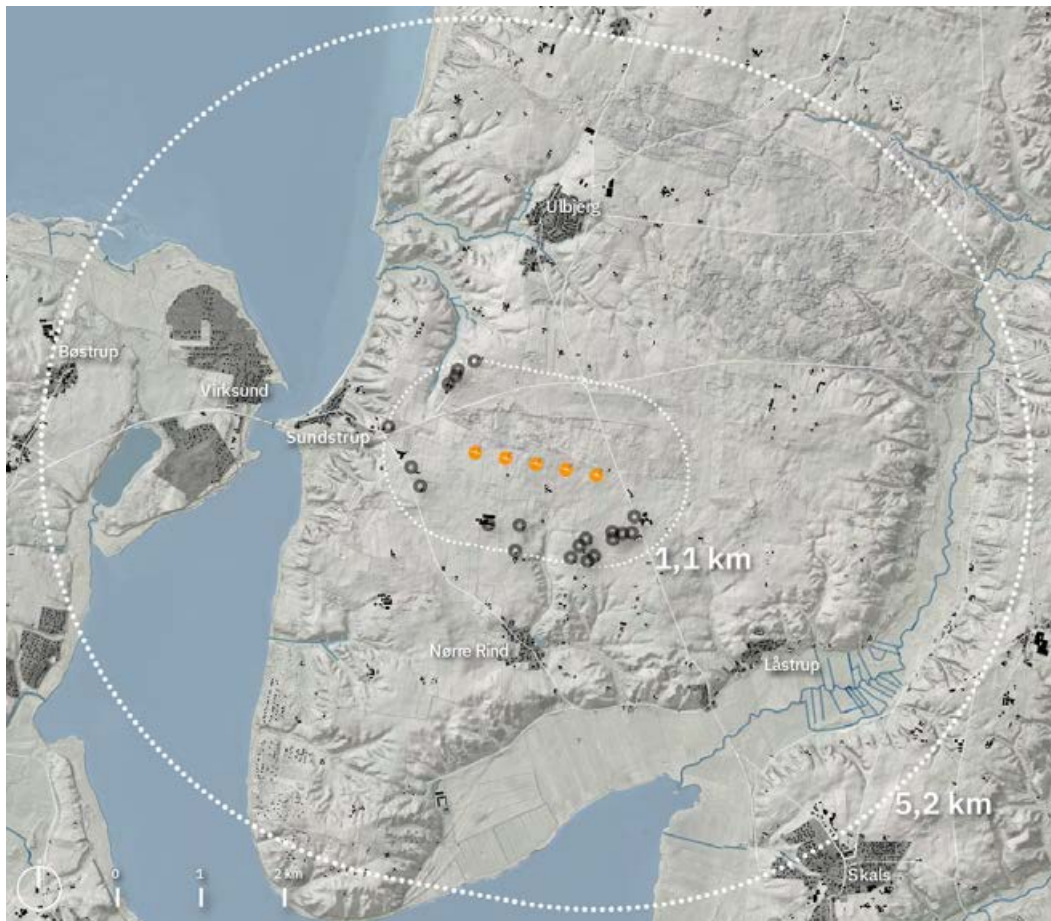 Ulbjerg
Bøstrup
Virksund
Sundstrup
1,1 km
Nørre Rind
Låstrup
5,2 km
Skals
0 1 2 km